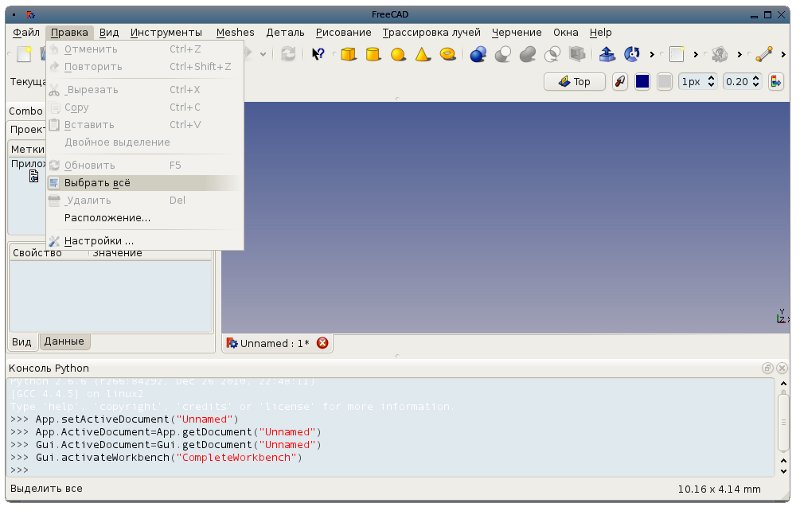 FreeCAD
Файл Правка Вид Инструменты Meshes Деталь Рисование Трассировка лучей Черчение Окна Help
Отменить Ctrl+Z
Повторить Ctrl+Shift+Z
Вырезать Ctrl+X
Copy Ctrl+C
Вставить Ctrl+V
Двойное выделение
Обновить F5
Выбрать всё
Удалить Del
Расположение...
Настройки ...
Текуща
Top 1px 0.20
Combo
Проект
Метки
Прилож
Свойство Значение
Вид Данные
Y
Z X
Unnamed : 1*
Консоль Python
Python 2.6.6 (r266:84292, Dec 26 2010, 22:48:11)
[GCC 4.4.5] on linux2
Type 'help', 'copyright', 'credits' or 'license' for more information.
>>> App.setActiveDocument("Unnamed")
>>> App.ActiveDocument=App.getDocument("Unnamed")
>>> Gui.ActiveDocument=Gui.getDocument("Unnamed")
>>> Gui.activateWorkbench("CompleteWorkbench")
>>>
Выделить все 10.16 x 4.14 mm